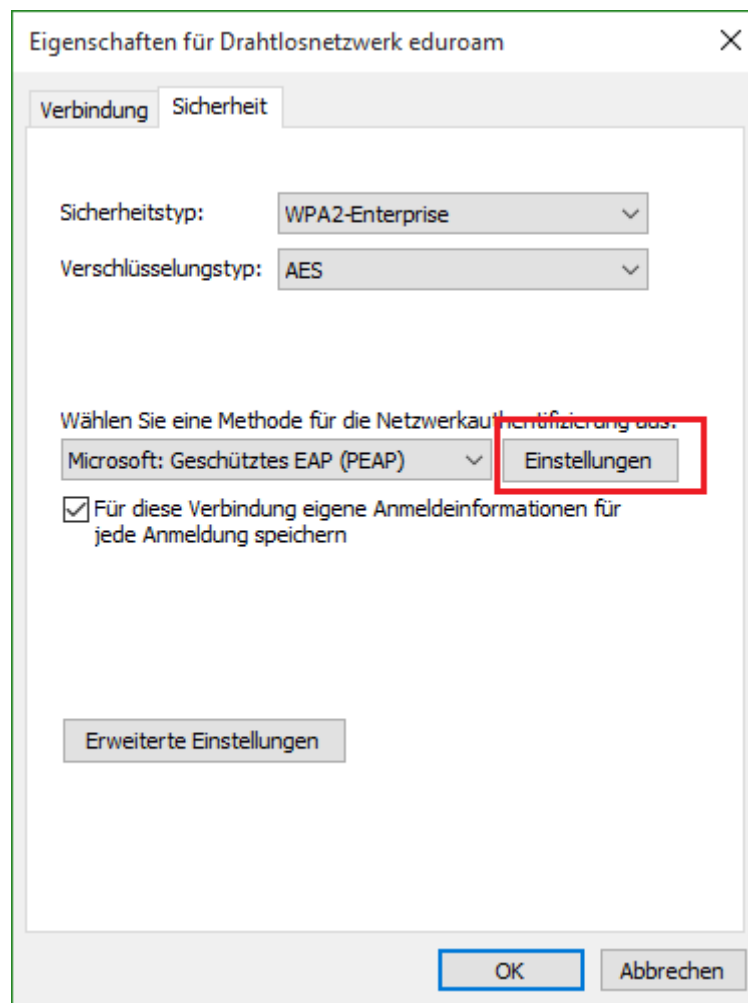 Eigenschaften für Drahtlosnetzwerk eduroam
Verbindung Sicherheit
Sicherheitstyp: WPA2-Enterprise
Verschlüsselungstyp: AES
Wählen Sie eine Methode für die Netzwerkauthentifizierung aus:
Microsoft: Geschütztes EAP (PEAP) Einstellungen
Für diese Verbindung eigene Anmeldeinformationen für
jede Anmeldung speichern
Erweiterte Einstellungen
OK Abbrechen